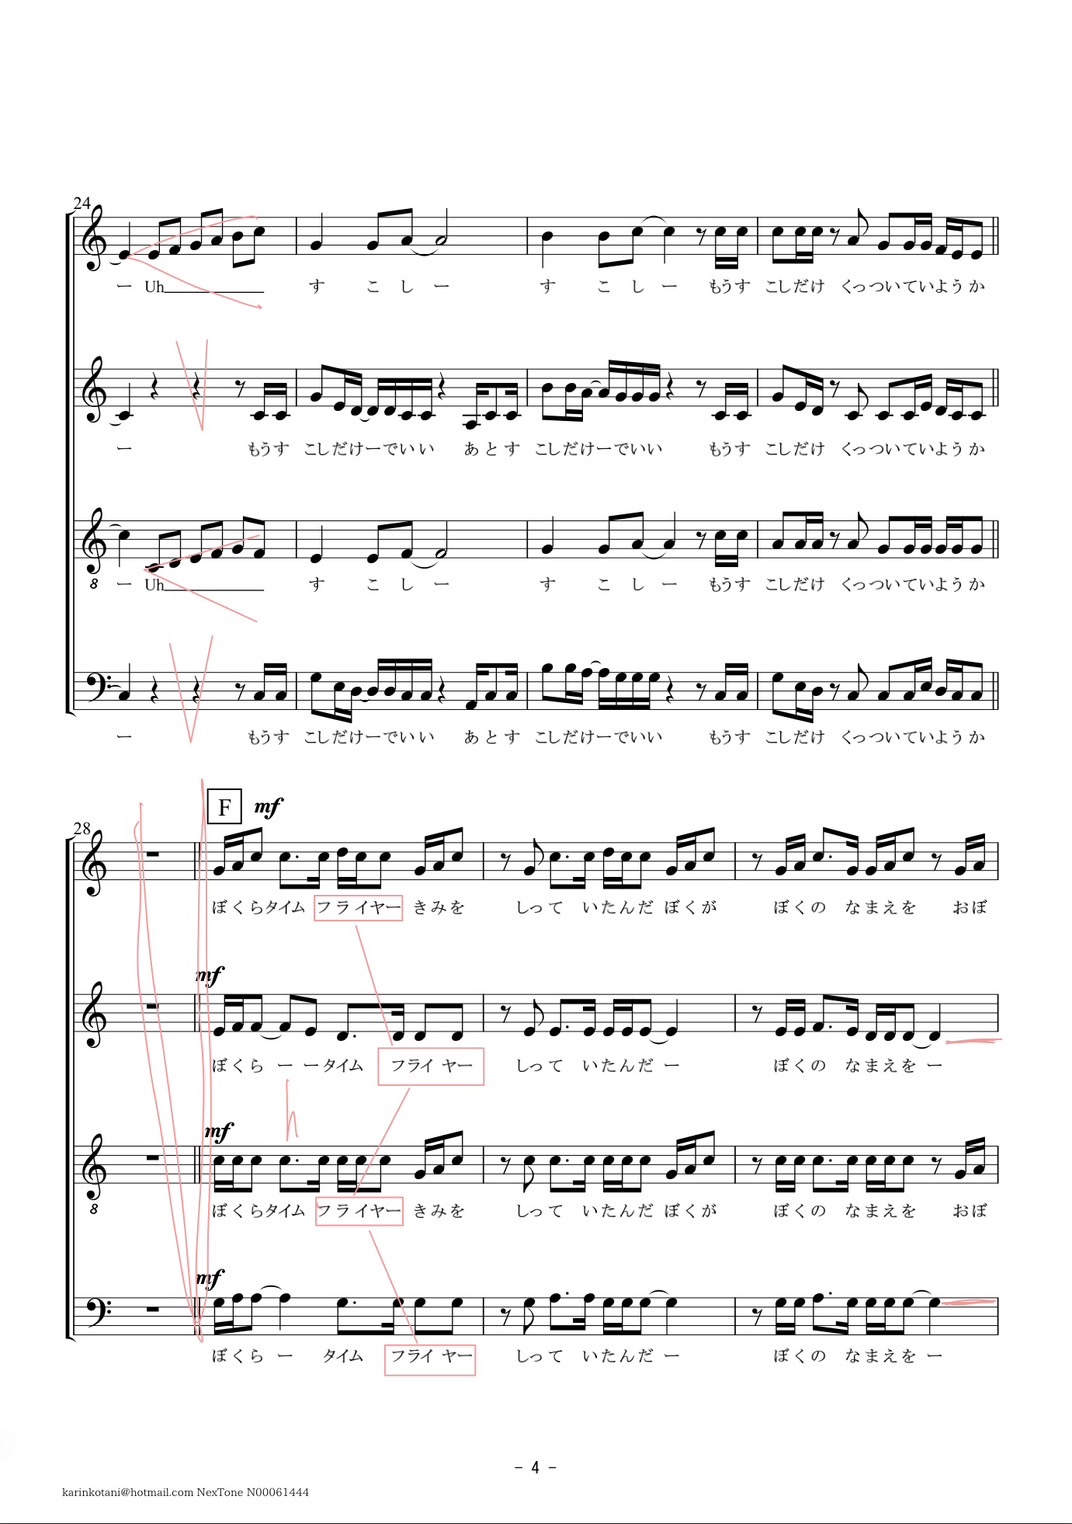 24
ー Uh す こ し ー す こ し ー もうす こしだけ くっついていようか
ー もうす こしだけーでいい あとす こしだけーでいい もうす こしだけ くっついていようか
8
ー Uh す こ し ー す こ し ー もうす こしだけ くっついていようか
ー もうす こしだけーでいい あとす こしだけーでいい もうす こしだけ くっついていようか
28 F mf
ぼくらタイム フライヤー きみを しって いたんだ ぼくが ぼくの なまえを おぼ
mf
ぼくら ーータイム フライ ヤー しって いたんだ ー ぼくの なまえを ー
h
mf
8
ぼくらタイム フライヤー きみを しって いたんだ ぼくが ぼくの なまえを おぼ
mf
ぼくら ー タイム フライ ヤー しって いたんだ ー ぼくの なまえを ー
- 4 -
karinkotani@hotmail.com NexTone N00061444